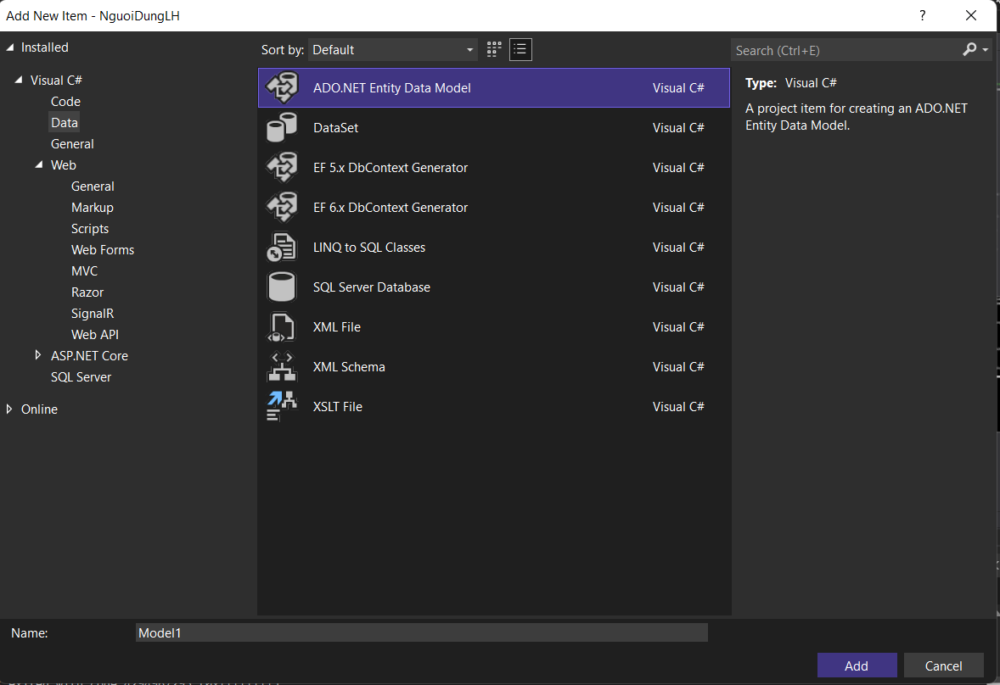 Add New Item - NguoiDungLH
?
Installed
Visual C#
Code
Data
General
Web
General
Markup
Scripts
Web Forms
MVC
Razor
SignalR
Web API
ASP.NET Core
SQL Server
Online
Sort by: Default
ADO.NET Entity Data Model Visual C#
DataSet Visual C#
EF 5.x DbContext Generator Visual C#
EF 6.x DbContext Generator Visual C#
LINQ to SQL Classes Visual C#
SQL Server Database Visual C#
XML File Visual C#
XML Schema Visual C#
XSLT File Visual C#
Search (Ctrl+E)
Type: Visual C#
A project item for creating an ADO.NET
Entity Data Model.
Name: Model1
Add Cancel